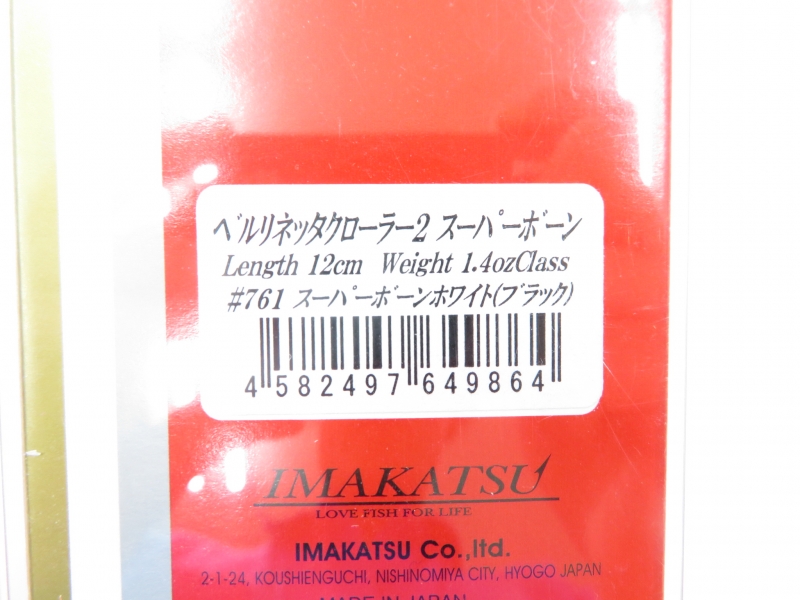 ベルリネッタクローラー2 スーパーボーン
Length 12cm Weight 1.4ozClass
#761 スーパーボーンホワイト(ブラック)
4 582497 649864
IMAKATSU
LOVE FISH FOR LIFE
IMAKATSU Co.,ltd.
2-1-24, KOUSHIENGUCHI, NISHINOMIYA CITY, HYOGO JAPAN
MADE IN JAPAN